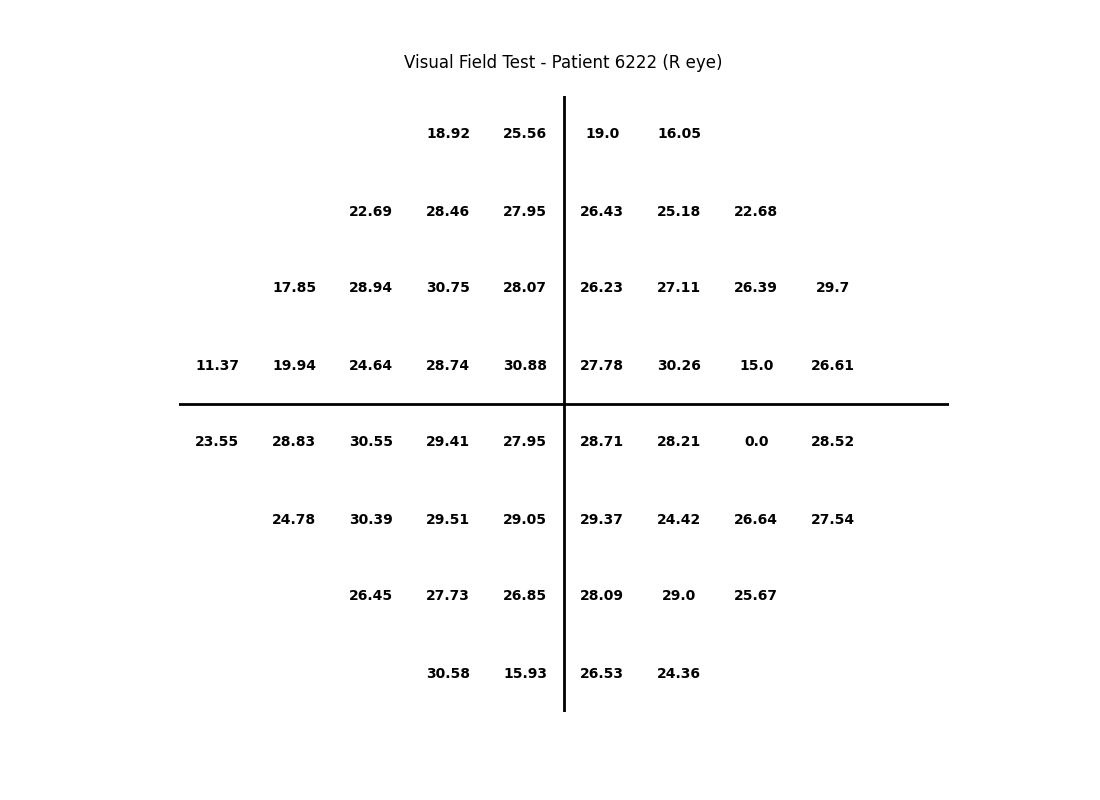 Visual Field Test - Patient 6222 (R eye)
18.92 25.56 19.0 16.05
22.69 28.46 27.95 26.43 25.18 22.68
17.85 28.94 30.75 28.07 26.23 27.11 26.39 29.7
11.37 19.94 24.64 28.74 30.88 27.78 30.26 15.0 26.61
23.55 28.83 30.55 29.41 27.95 28.71 28.21 0.0 28.52
24.78 30.39 29.51 29.05 29.37 24.42 26.64 27.54
26.45 27.73 26.85 28.09 29.0 25.67
30.58 15.93 26.53 24.36